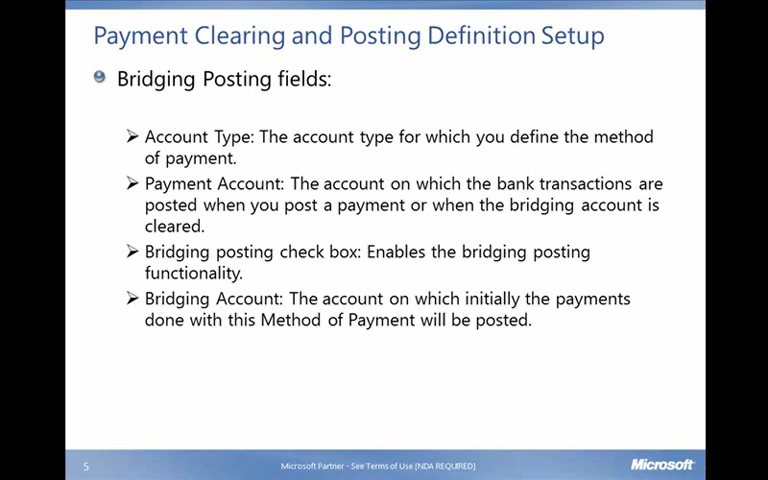 Payment Clearing and Posting Definition Setup
Bridging Posting fields:
Account Type: The account type for which you define the method
of payment.
Payment Account: The account on which the bank transactions are
posted when you post a payment or when the bridging account is
cleared.
Bridging posting check box: Enables the bridging posting
functionality.
Bridging Account: The account on which initially the payments
done with this Method of Payment will be posted.
5
Microsoft Partner - See Terms of Use [NDA REQUIRED]
Microsoft